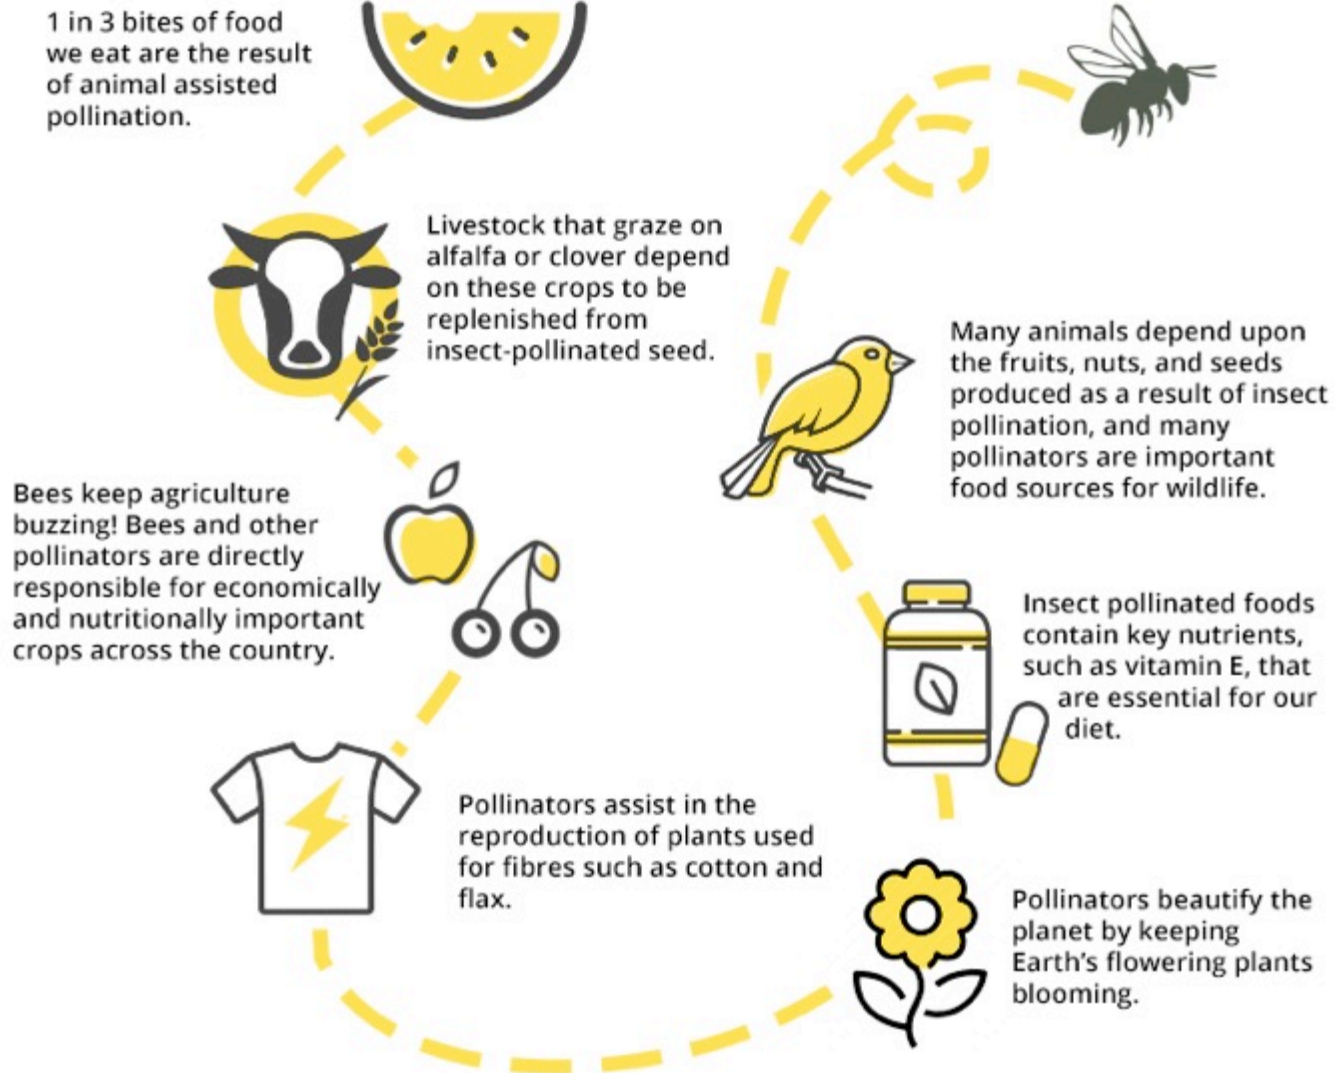 1 in 3 bites of food
we eat are the result
of animal assisted
pollination.
Livestock that graze on
alfalfa or clover depend
on these crops to be
replenished from
insect-pollinated seed.
Bees keep agriculture
buzzing! Bees and other
pollinators are directly
responsible for economically
and nutritionally important
crops across the country.
Pollinators assist in the
reproduction of plants used
for fibres such as cotton and
flax.
Many animals depend upon
the fruits, nuts, and seeds
produced as a result of insect
pollination, and many
pollinators are important
food sources for wildlife.
Insect pollinated foods
contain key nutrients,
such as vitamin E, that
are essential for our
diet.
Pollinators beautify the
planet by keeping
Earth's flowering plants
blooming.